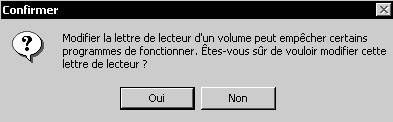 Confirmer
Modifier la lettre de lecteur d'un volume peut empêcher certains
programmes de fonctionner. Êtes-vous sûr de vouloir modifier cette
lettre de lecteur ?
Oui
Non